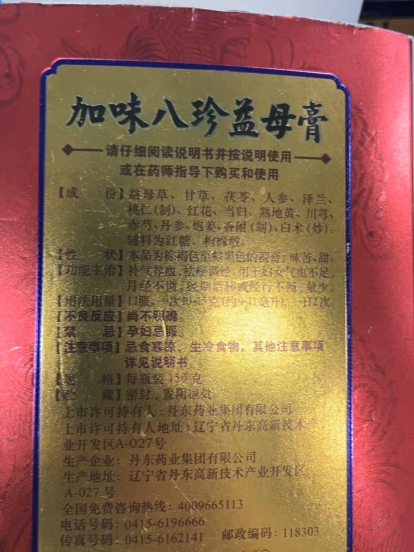 加味八珍益母膏
请仔细阅读说明书并按说明使用
或在药师指导下购买和使用
【成 份】益母草、甘草、茯苓、人参、泽兰、
桃仁(制)、红花、当归、熟地黄、川芎、
赤芍、丹参、炮姜、香附(制)、白术(炒)。
辅料为红糖、枸橼酸。
【性 状】本品为棕褐色至棕黑色的稠膏；味苦、甜。
【功能主治】补气养血，祛瘀调经。用于妇女气血不足，
月经不调，
量少。
【用法用量】口服，一次10-15克(约9-11毫升)，一日2次
【不良反应】尚不明确
【禁 忌】孕妇忌服
【注意事项】忌食寒凉、生冷食物，其他注意事项
详见说明书
【规 格】每瓶装150克
【贮 藏】密封，置阴凉处
上市许可持有人：丹东药业集团有限公司
上市许可持有人地址：辽宁省丹东高新技术产
业开发区A-027号
生产企业：丹东药业集团有限公司
生产地址：辽宁省丹东高新技术产业开发区
A-027号
全国免费咨询热线：4009665113
电话号码：0415-6196666
传真号码：0415-6162141 邮政编码：118303